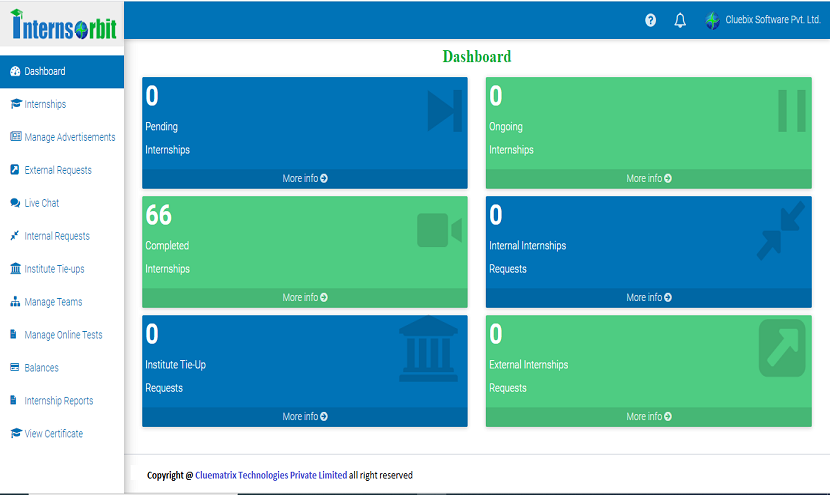 InternsOrbit
Cluebix Software Pvt. Ltd.
Dashboard
Internships
Manage Advertisements
External Requests
Live Chat
Internal Requests
Institute Tie-ups
Manage Teams
Manage Online Tests
Balances
Internship Reports
View Certificate
Dashboard
0
Pending
Internships
More info
0
Ongoing
Internships
More info
66
Completed
Internships
More info
0
Internal Internships
Requests
More info
0
Institute Tie-Up
Requests
More info
0
External Internships
Requests
More info
Copyright @ Cluematrix Technologies Private Limited all right reserved